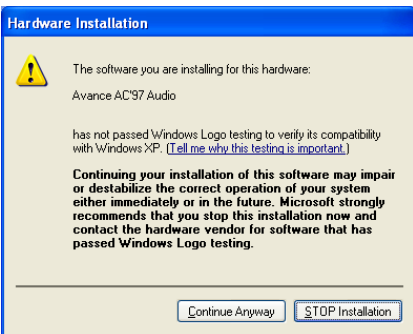 Hardware Installation
The software you are installing for this hardware:
Avance AC'97 Audio
has not passed Windows Logo testing to verify its compatibility
with Windows XP. (Tell me why this testing is important.)
Continuing your installation of this software may impair
or destabilize the correct operation of your system
either immediately or in the future. Microsoft strongly
recommends that you stop this installation now and
contact the hardware vendor for software that has
passed Windows Logo testing.
Continue Anyway
STOP Installation